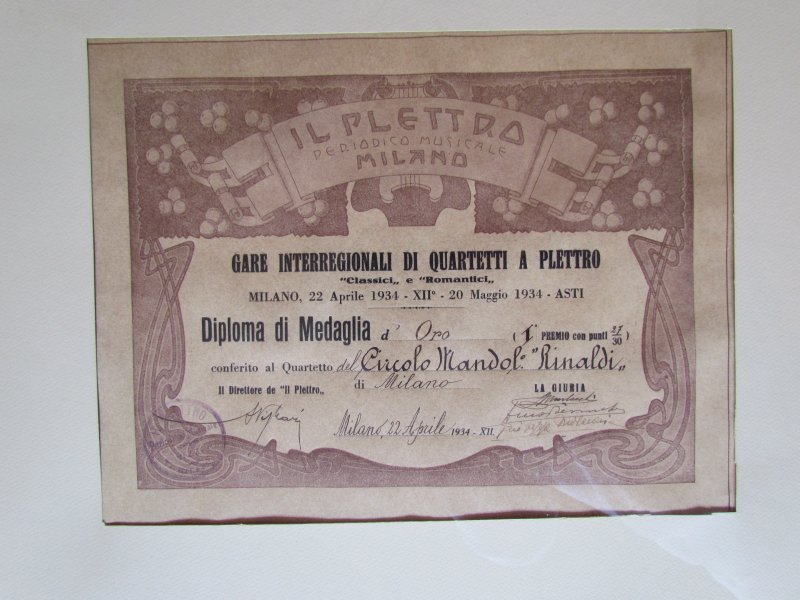 IL PLETTRO
PERIODICO MUSICALE
MILANO
GARE INTERREGIONALI DI QUARTETTI A PLETTRO
"Classici„ e "Romantici„
MILANO, 22 Aprile 1934 - XIIº - 20 Maggio 1934 - ASTI
Diploma di Medaglia d' Oro (I° PREMIO con punti 27/30)
conferito al Quartetto del Circolo Mandol.º "Rinaldi„
di Milano
Il Direttore de "Il Plettro„
LA GIURIA
Milano, 22 Aprile 1934 - XII.